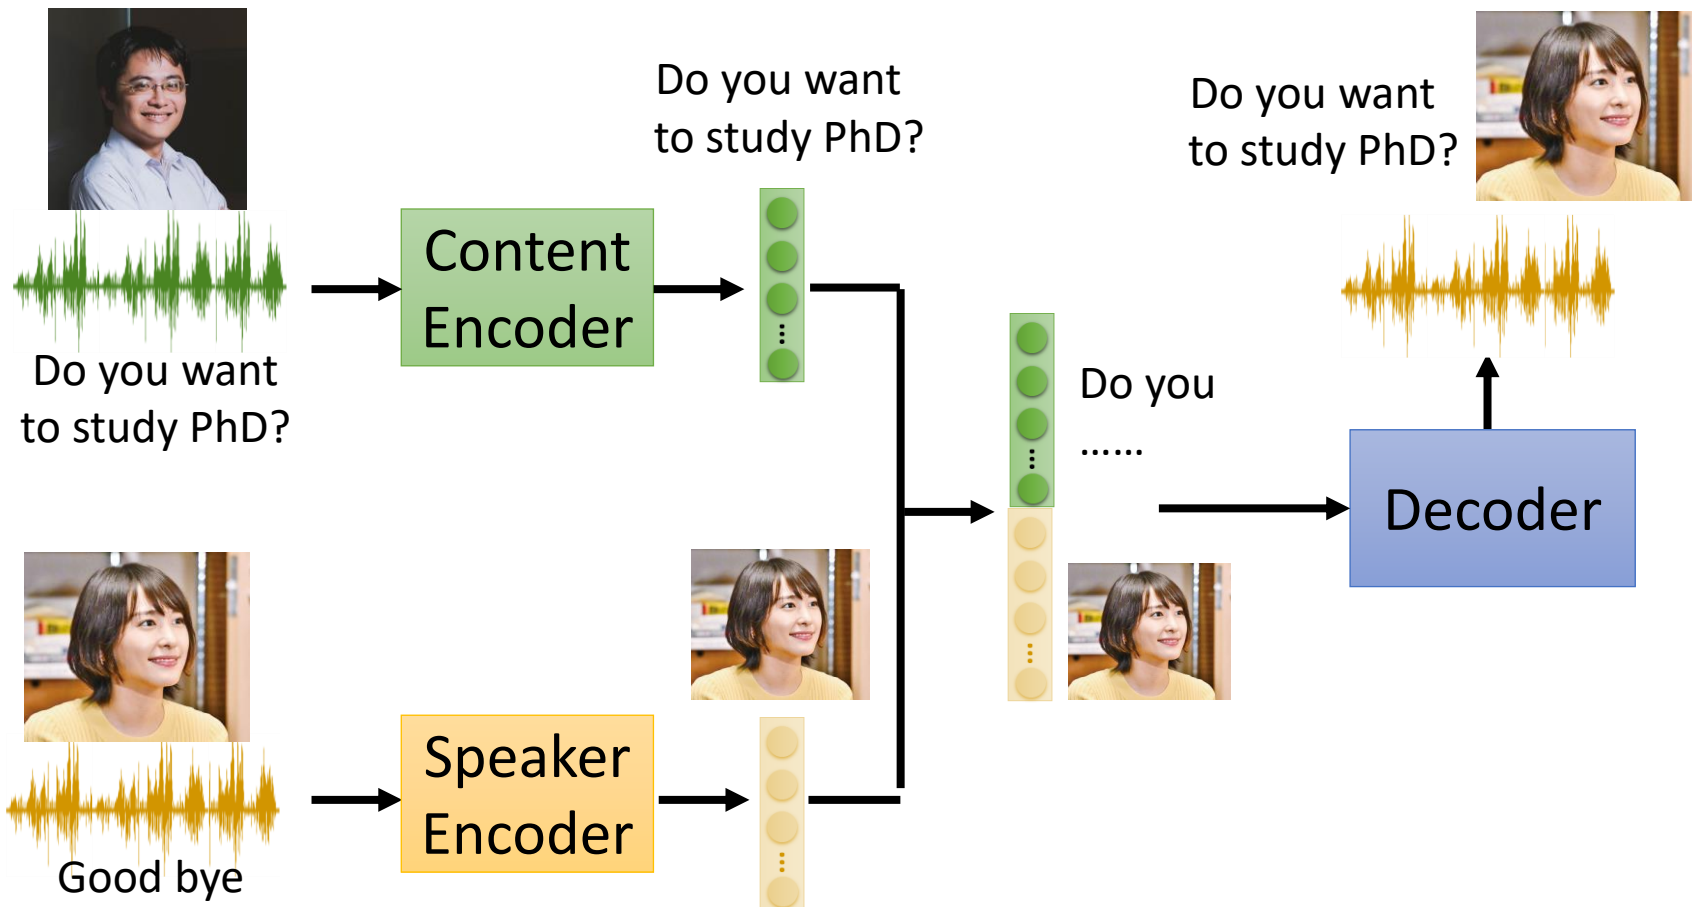 Do you want
to study PhD?
Content
Encoder
Do you want
to study PhD?
Speaker
Encoder
Good bye
Do you
......
Decoder
Do you want
to study PhD?